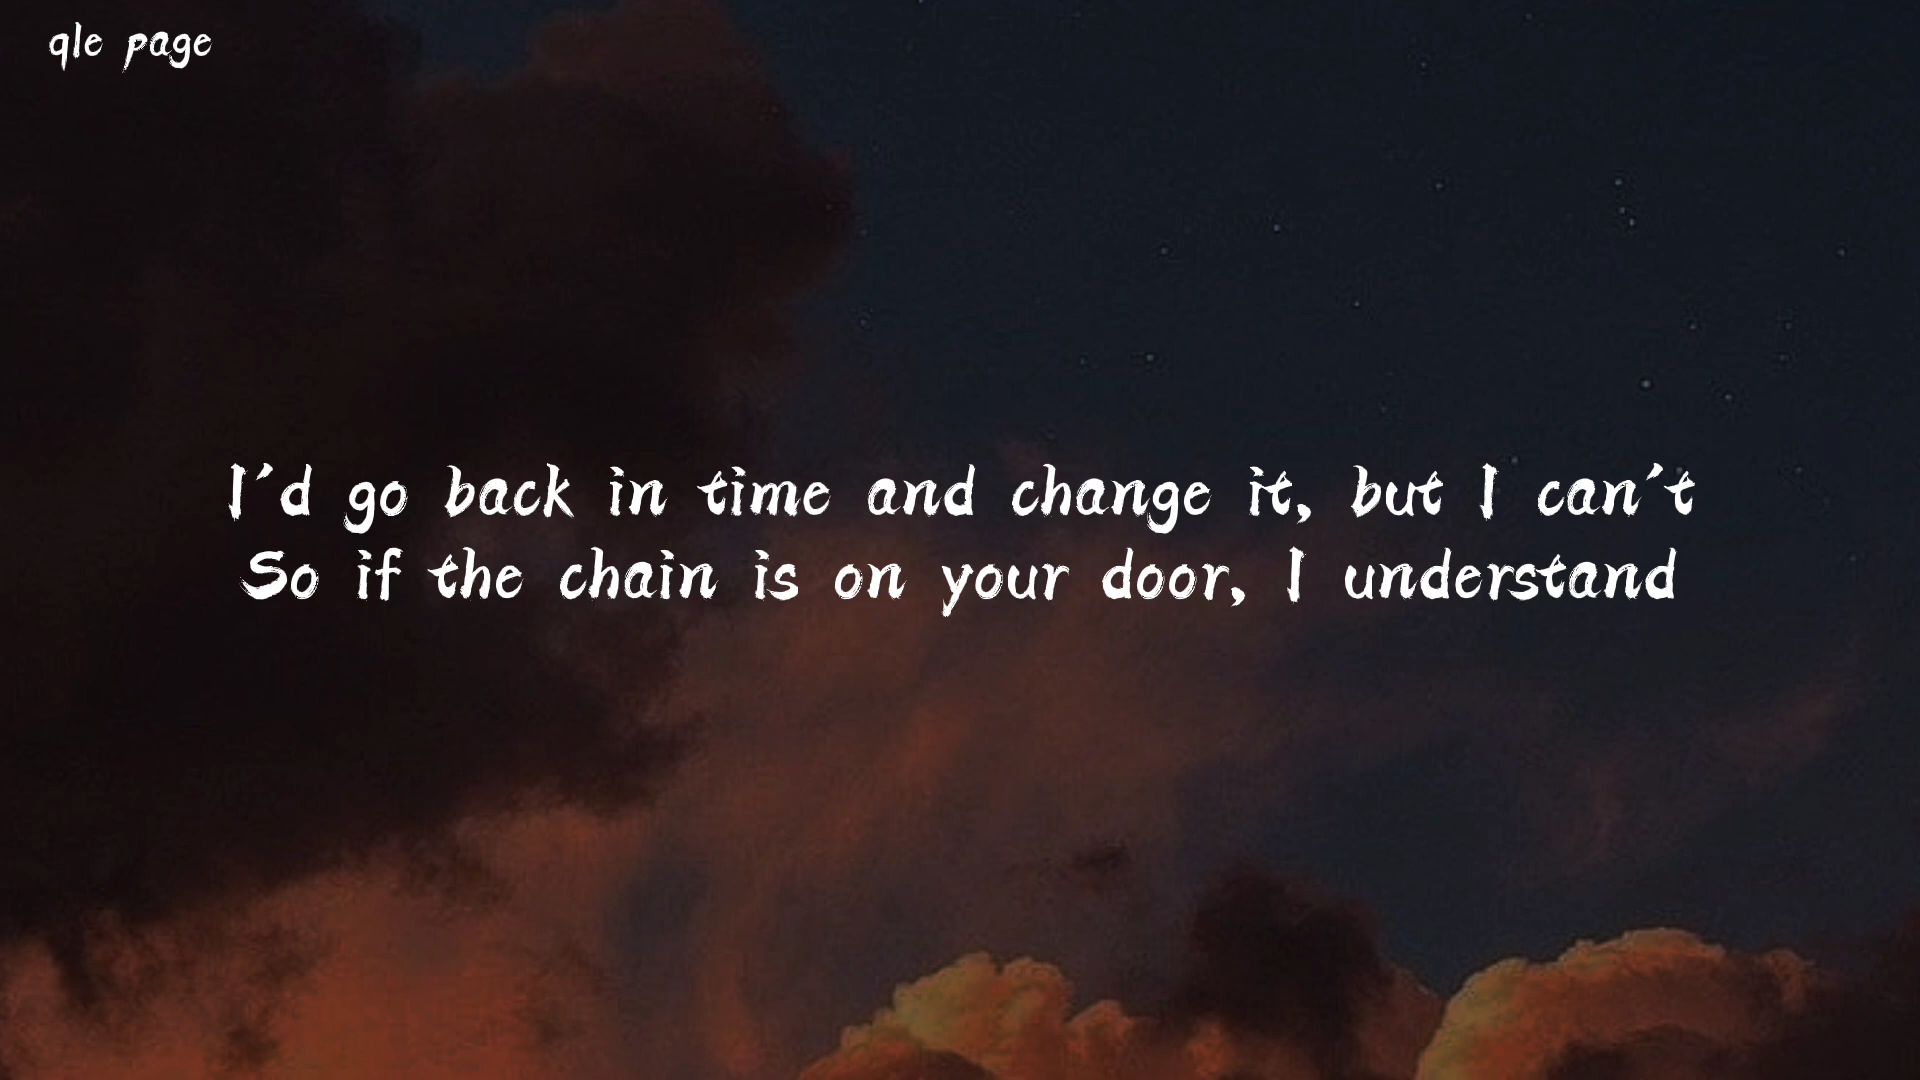 qle page
I'd go back in time and change it, but I can't
So if the chain is on your door, I understand